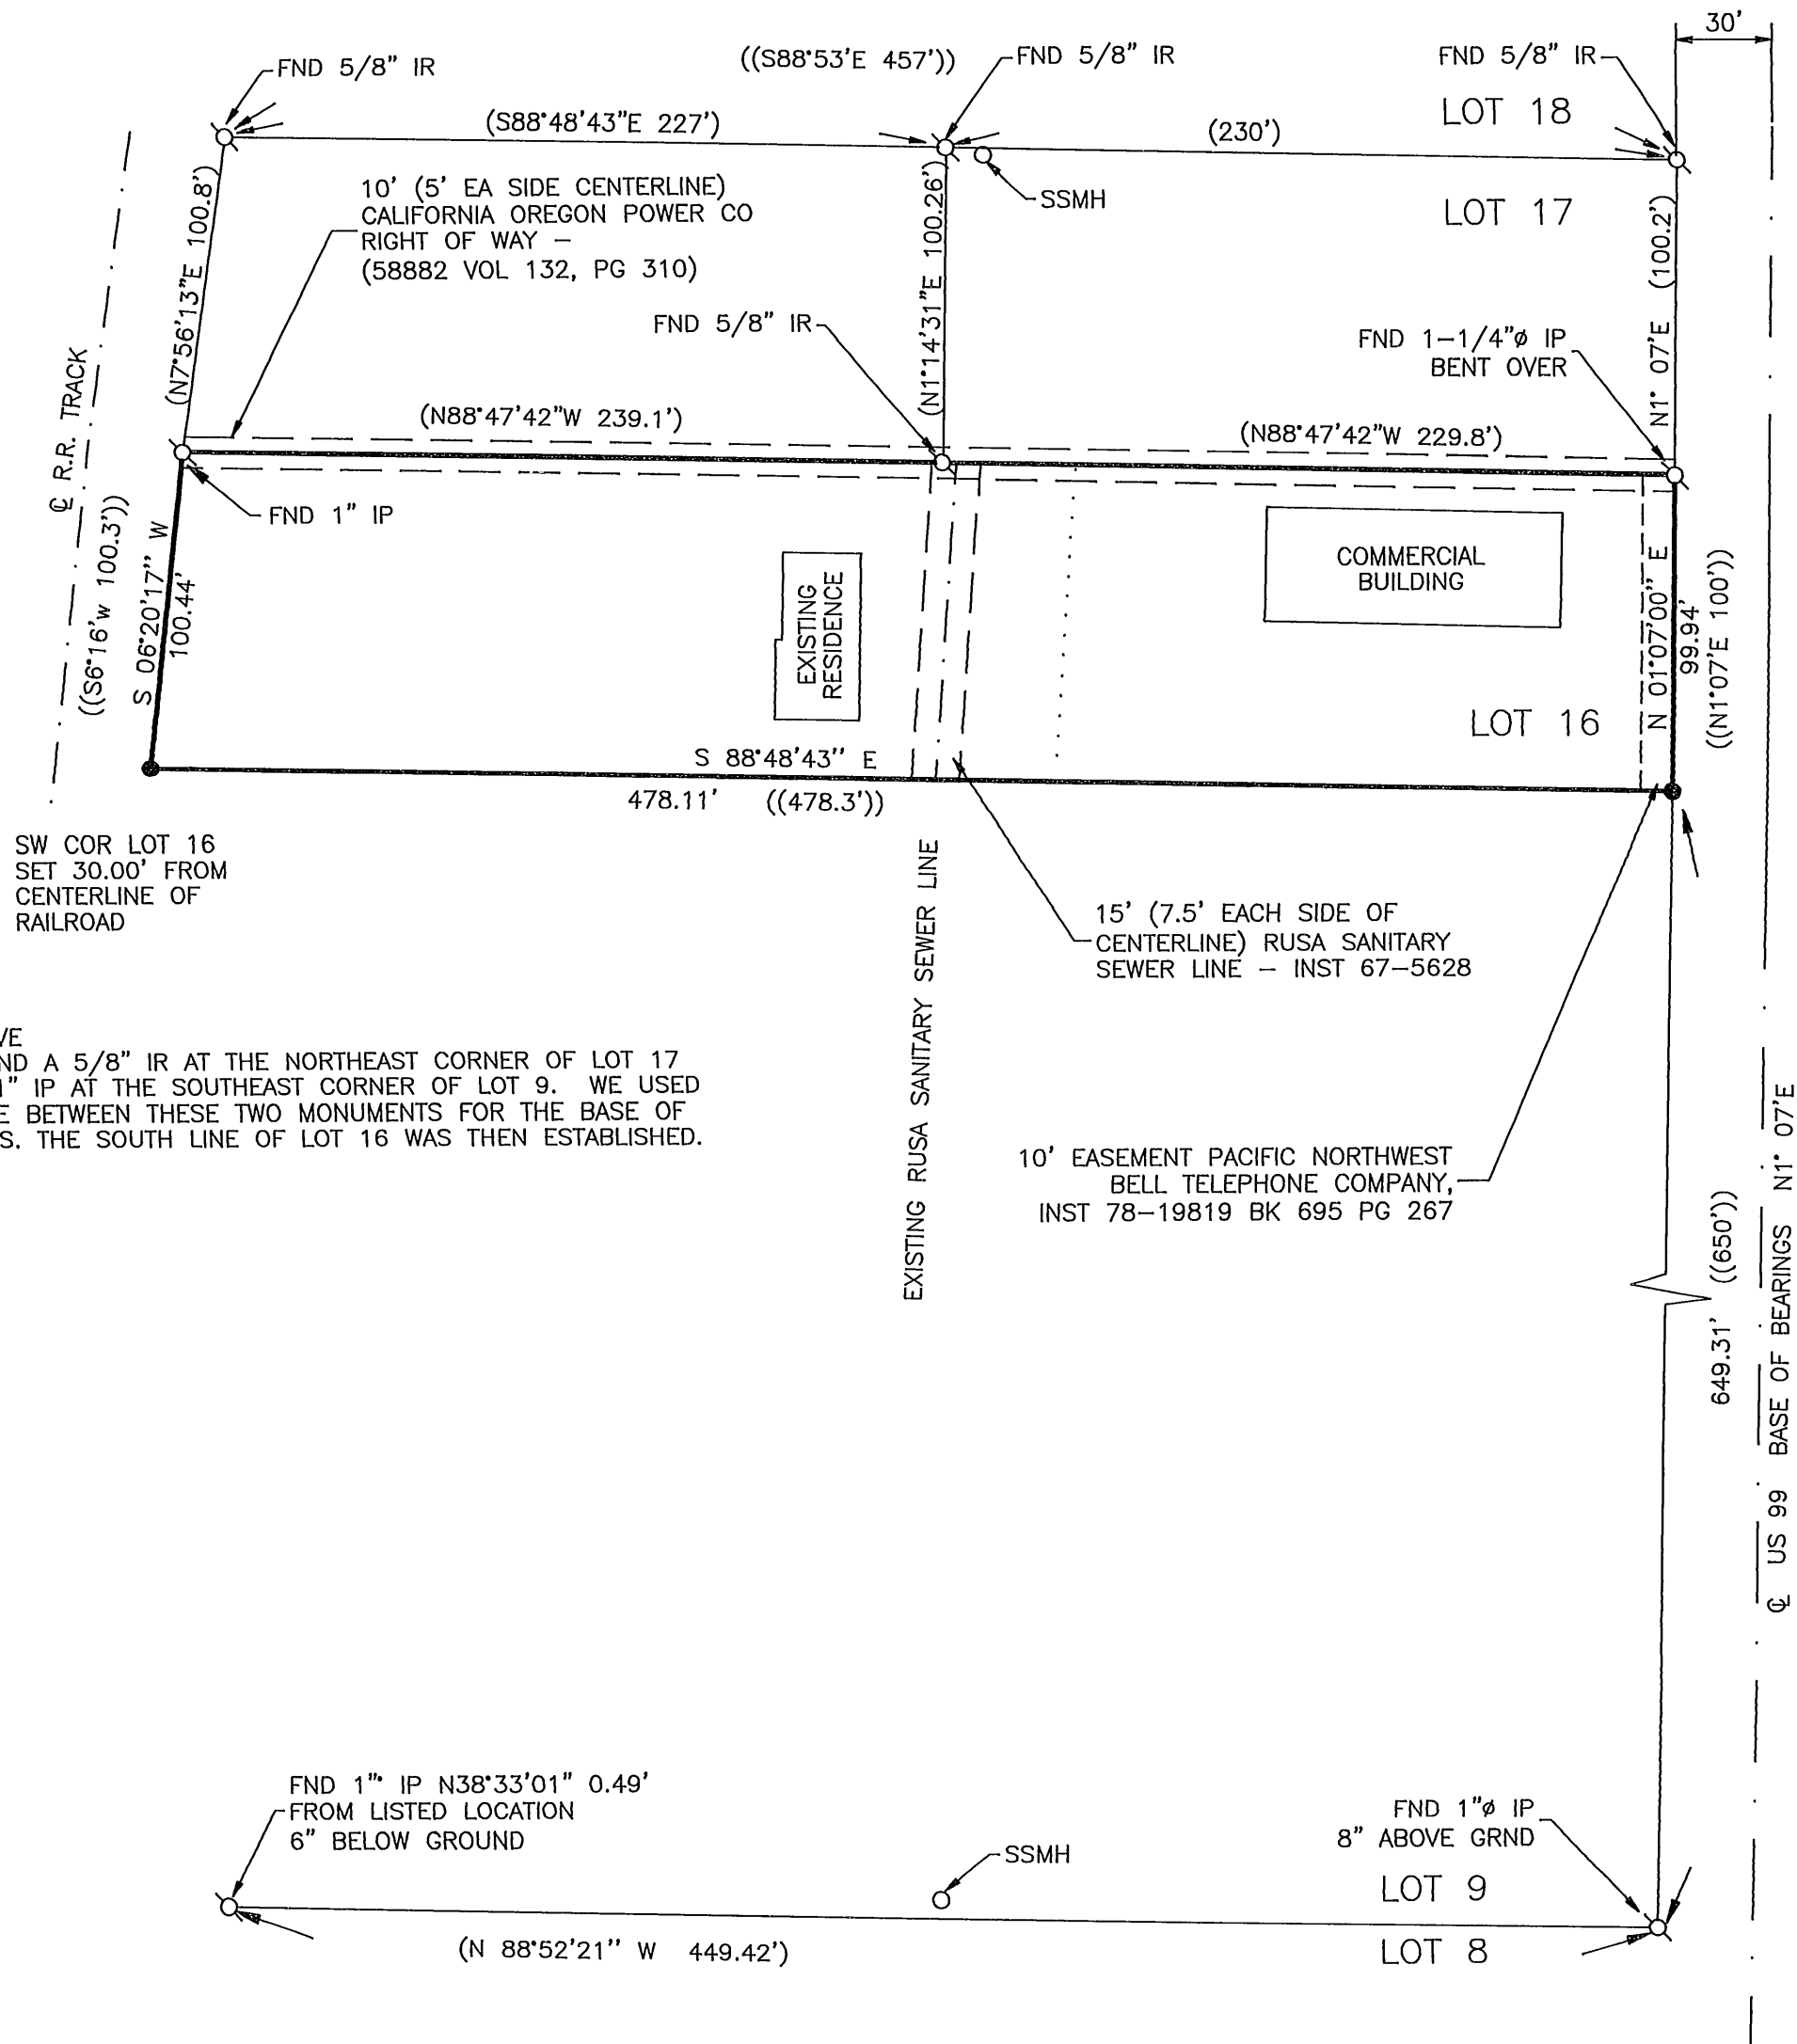 30'
FND 5/8" IR
((S88°53'E 457'))
FND 5/8" IR
FND 5/8" IR
LOT 18
(S88°48'43"E 227')
(230')
10' (5' EA SIDE CENTERLINE)
CALIFORNIA OREGON POWER CO
RIGHT OF WAY –
(58882 VOL 132, PG 310)
SSMH
LOT 17
(N7°56'13"E 100.8')
(N1°14'31"E 100.26')
N1° 07'E (100.2')
FND 5/8" IR
FND 1-1/4"ø IP
BENT OVER
℄ R.R. TRACK
(N88°47'42"W 239.1')
(N88°47'42"W 229.8')
FND 1" IP
((S6°16'w 100.3'))
S 06°20'17'' W
100.44'
EXISTING
RESIDENCE
COMMERCIAL
BUILDING
N 01°07'00'' E
99.94'
((N1°07'E 100'))
LOT 16
S 88°48'43'' E
478.11' ((478.3'))
SW COR LOT 16
SET 30.00' FROM
CENTERLINE OF
RAILROAD
EXISTING RUSA SANITARY SEWER LINE
15' (7.5' EACH SIDE OF
CENTERLINE) RUSA SANITARY
SEWER LINE – INST 67-5628
VE
ND A 5/8" IR AT THE NORTHEAST CORNER OF LOT 17
1" IP AT THE SOUTHEAST CORNER OF LOT 9. WE USED
E BETWEEN THESE TWO MONUMENTS FOR THE BASE OF
S. THE SOUTH LINE OF LOT 16 WAS THEN ESTABLISHED.
10' EASEMENT PACIFIC NORTHWEST
BELL TELEPHONE COMPANY,
INST 78-19819 BK 695 PG 267
649.31' ((650'))
℄ US 99 BASE OF BEARINGS N1° 07'E
FND 1"ø IP N38°33'01" 0.49'
FROM LISTED LOCATION
6" BELOW GROUND
SSMH
FND 1"ø IP
8" ABOVE GRND
LOT 9
(N 88°52'21'' W 449.42')
LOT 8